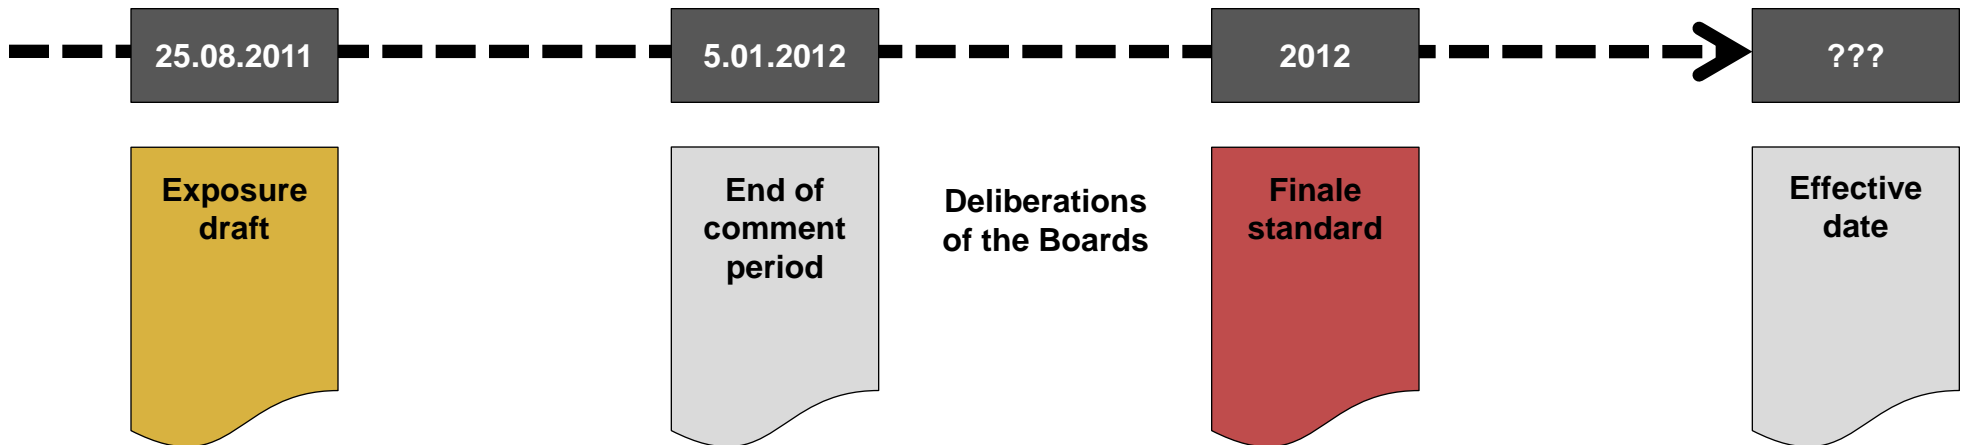 25.08.2011
5.01.2012
2012
???
Exposure
draft
End of
comment
period
Deliberations
of the Boards
Finale
standard
Effective
date